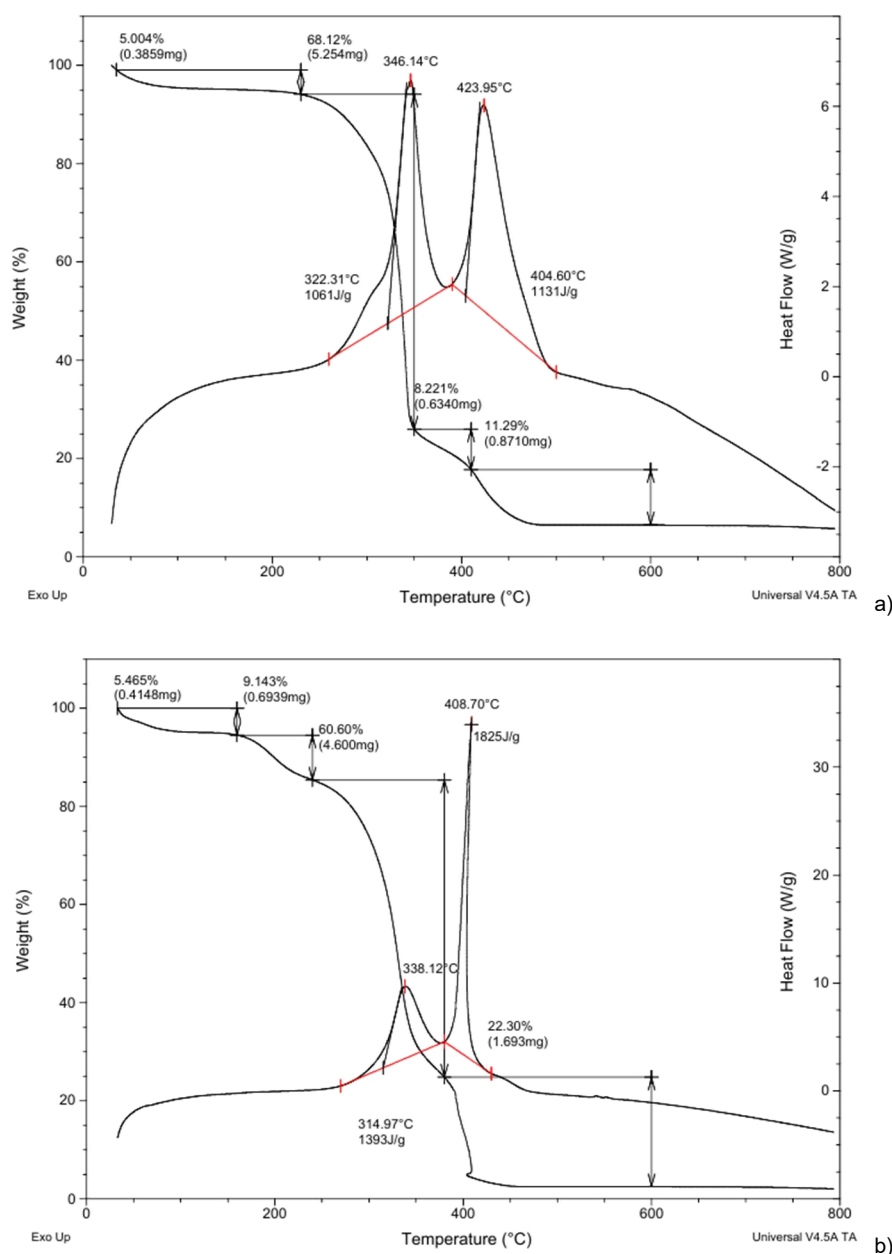 5.004%
(0.3859mg)
68.12%
(5.254mg)
346.14°C
423.95°C
322.31°C
1061J/g
404.60°C
1131J/g
8.221%
(0.6340mg)
11.29%
(0.8710mg)
100
80
60
40
20
0
Weight (%)
6
4
2
0
-2
Heat Flow (W/g)
0
200
400
600
800
Exo Up
Temperature (°C)
Universal V4.5A TA
a)
5.465%
(0.4148mg)
9.143%
(0.6939mg)
60.60%
(4.600mg)
408.70°C
1825J/g
338.12°C
22.30%
(1.693mg)
314.97°C
1393J/g
100
80
60
40
20
0
Weight (%)
30
20
10
0
Heat Flow (W/g)
0
200
400
600
800
Exo Up
Temperature (°C)
Universal V4.5A TA
b)